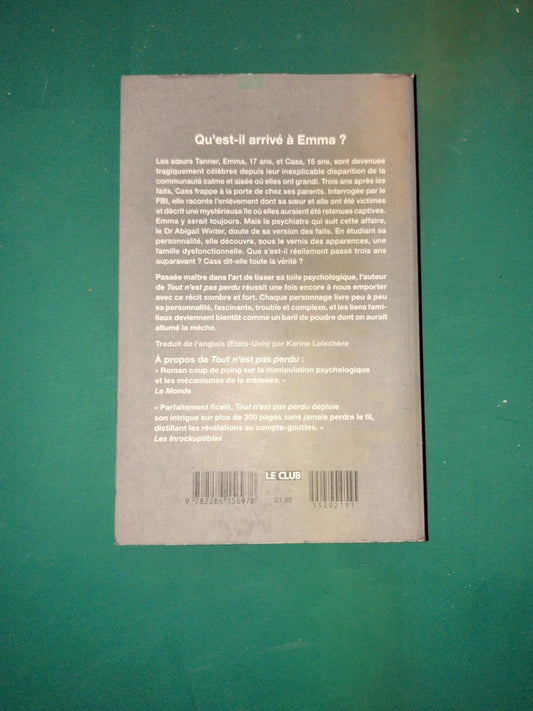 Qu'est-il arrivé à Emma ?
Les sœurs Tanner, Emma, 17 ans, et Cass, 15 ans, sont devenues
tragiquement célèbres depuis leur inexplicable disparition de la
communauté calme et aisée où elles ont grandi. Trois ans après les
faits, Cass frappe à la porte de chez ses parents. Interrogée par le
FBI, elle raconte l'enlèvement dont sa sœur et elle ont été victimes
et décrit une mystérieuse île où elles auraient été retenues captives.
Emma y serait toujours. Mais la psychiatre qui suit cette affaire,
le Dr Abigail Winter, doute de sa version des faits. En étudiant sa
personnalité, elle découvre, sous le vernis des apparences, une
famille dysfonctionnelle. Que s'est-il réellement passé trois ans
auparavant ? Cass dit-elle toute la vérité ?
Passée maître dans l'art de tisser sa toile psychologique, l'auteur
de Tout n'est pas perdu réussit une fois encore à nous emporter
avec ce récit sombre et fort. Chaque personnage livre peu à peu
sa personnalité, fascinante, trouble et complexe, et les liens fami-
liaux deviennent bientôt comme un baril de poudre dont on aurait
allumé la mèche.
Traduit de l'anglais (États-Unis) par Karine Lalechère
À propos de Tout n'est pas perdu :
« Roman coup de poing sur la manipulation psychologique
et les mécanismes de la mémoire. »
Le Monde
« Parfaitement ficelé, Tout n'est pas perdu déploie
son intrigue sur plus de 300 pages sans jamais perdre le fil,
distillant les révélations au compte-gouttes. »
Les Inrockuptibles
LE CLUB
9 782286 156978 21.00 55202191